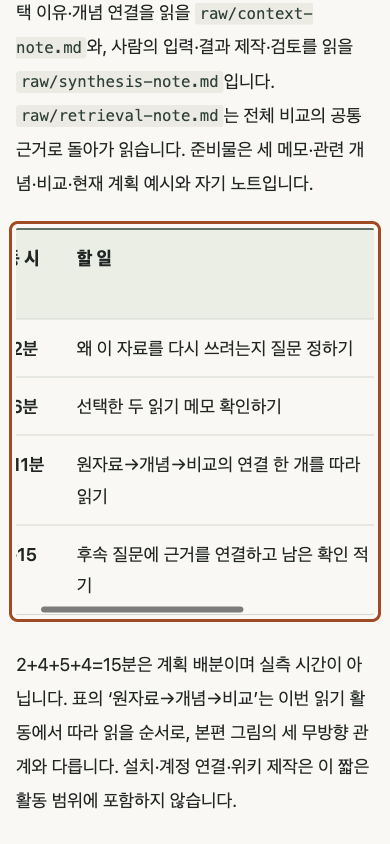 택 이유·개념 연결을 읽을 raw/context-
note.md 와, 사람의 입력·결과 제작·검토를 읽을
raw/synthesis-note.md 입니다.
raw/retrieval-note.md 는 전체 비교의 공통
근거로 돌아가 읽습니다. 준비물은 세 메모·관련 개
념·비교·현재 계획 예시와 자기 노트입니다.
시 할 일
2분 왜 이 자료를 다시 쓰려는지 질문 정하기
6분 선택한 두 읽기 메모 확인하기
11분 원자료→개념→비교의 연결 한 개를 따라
읽기
15 후속 질문에 근거를 연결하고 남은 확인 적
기
2+4+5+4=15분은 계획 배분이며 실측 시간이 아
닙니다. 표의 ‘원자료→개념→비교’는 이번 읽기 활
동에서 따라 읽을 순서로, 본편 그림의 세 무방향 관
계와 다릅니다. 설치·계정 연결·위키 제작은 이 짧은
활동 범위에 포함하지 않습니다.